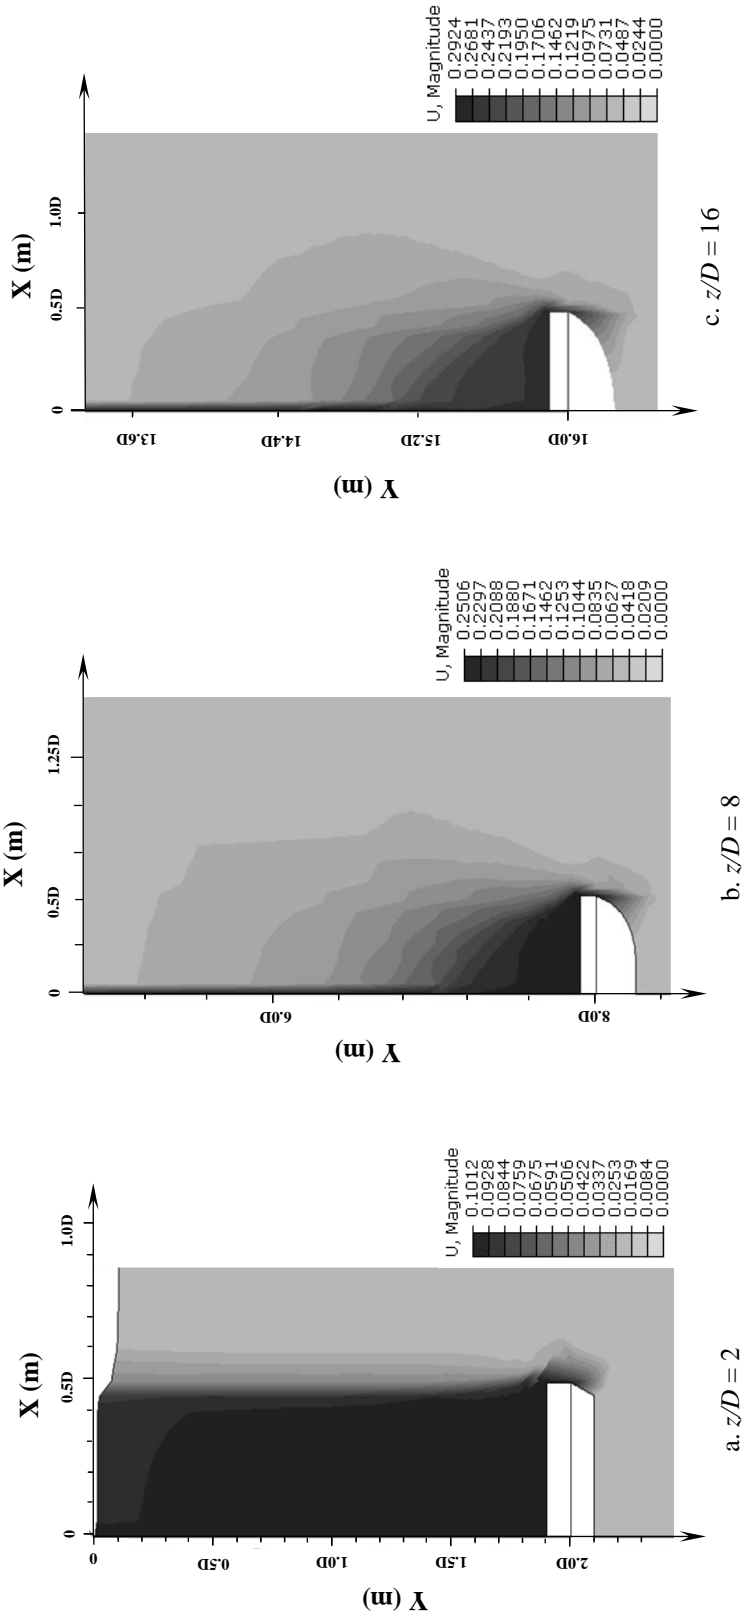 X (m)
0
0.5D
1.0D
13.6D
14.4D
15.2D
16.0D
Y (m)
U, Magnitude
0.2924
0.2681
0.2437
0.2193
0.1950
0.1706
0.1462
0.1219
0.0975
0.0731
0.0487
0.0244
0.0000
c. z/D = 16
X (m)
0
0.5D
1.25D
6.0D
8.0D
Y (m)
U, Magnitude
0.2506
0.2297
0.2088
0.1880
0.1671
0.1462
0.1253
0.1044
0.0835
0.0627
0.0418
0.0209
0.0000
b. z/D = 8
X (m)
0
0.5D
1.0D
0
0.5D
1.0D
1.5D
2.0D
Y (m)
U, Magnitude
0.1012
0.0928
0.0844
0.0759
0.0675
0.0591
0.0506
0.0422
0.0337
0.0253
0.0169
0.0084
0.0000
a. z/D = 2